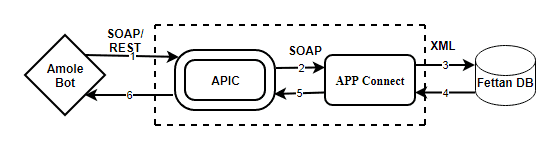 SOAP/
REST
1
Amole
Bot
6
APIC
SOAP
2
5
APP Connect
XML
3
4
Fettan DB